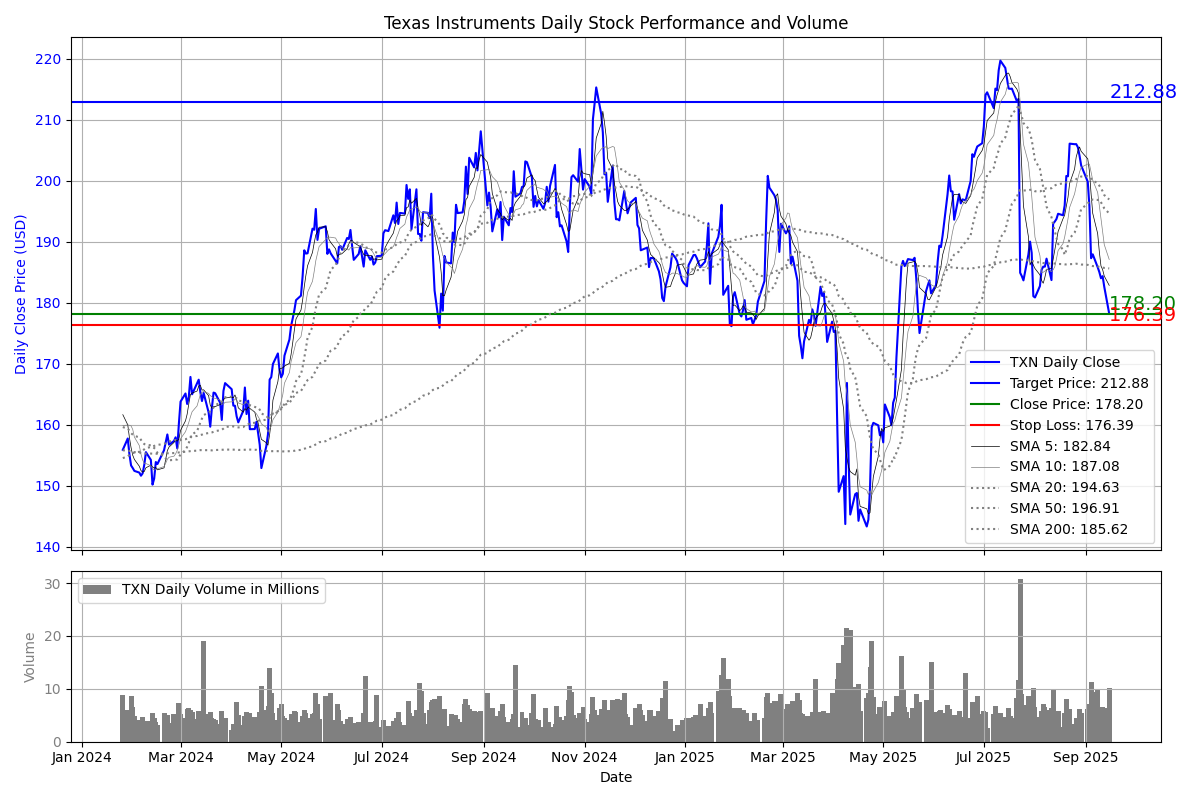 Texas Instruments Daily Stock Performance and Volume
Daily Close Price (USD)
220
210
200
190
180
170
160
150
140
212.88
178.20
176.39
TXN Daily Close
Target Price: 212.88
Close Price: 178.20
Stop Loss: 176.39
SMA 5: 182.84
SMA 10: 187.08
SMA 20: 194.63
SMA 50: 196.91
SMA 200: 185.62
Volume
30
20
10
0
TXN Daily Volume in Millions
Jan 2024 Mar 2024 May 2024 Jul 2024 Sep 2024 Nov 2024 Jan 2025 Mar 2025 May 2025 Jul 2025 Sep 2025
Date